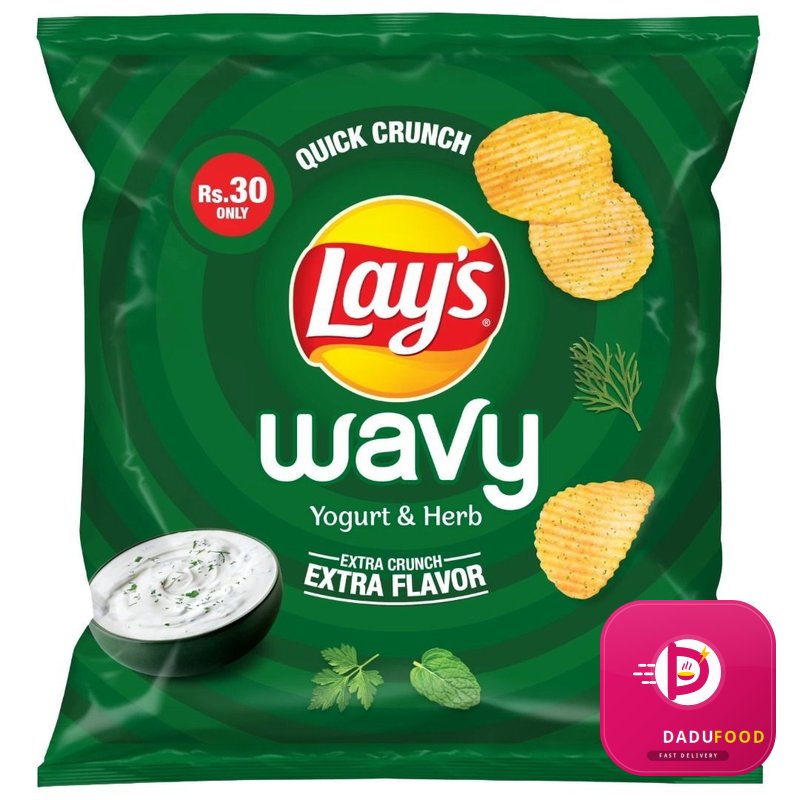 QUICK CRUNCH
Rs.30
ONLY
Lay's
®
wavy
Yogurt & Herb
EXTRA CRUNCH
EXTRA FLAVOR
DADUFOOD
FAST DELIVERY